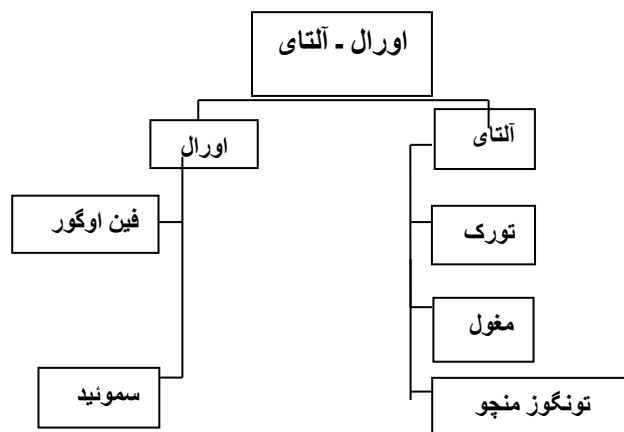 اورال ـ آلتای
آلتای
اورال
تورک
فین اوگور
مغول
سموئید
تونگوز منچو